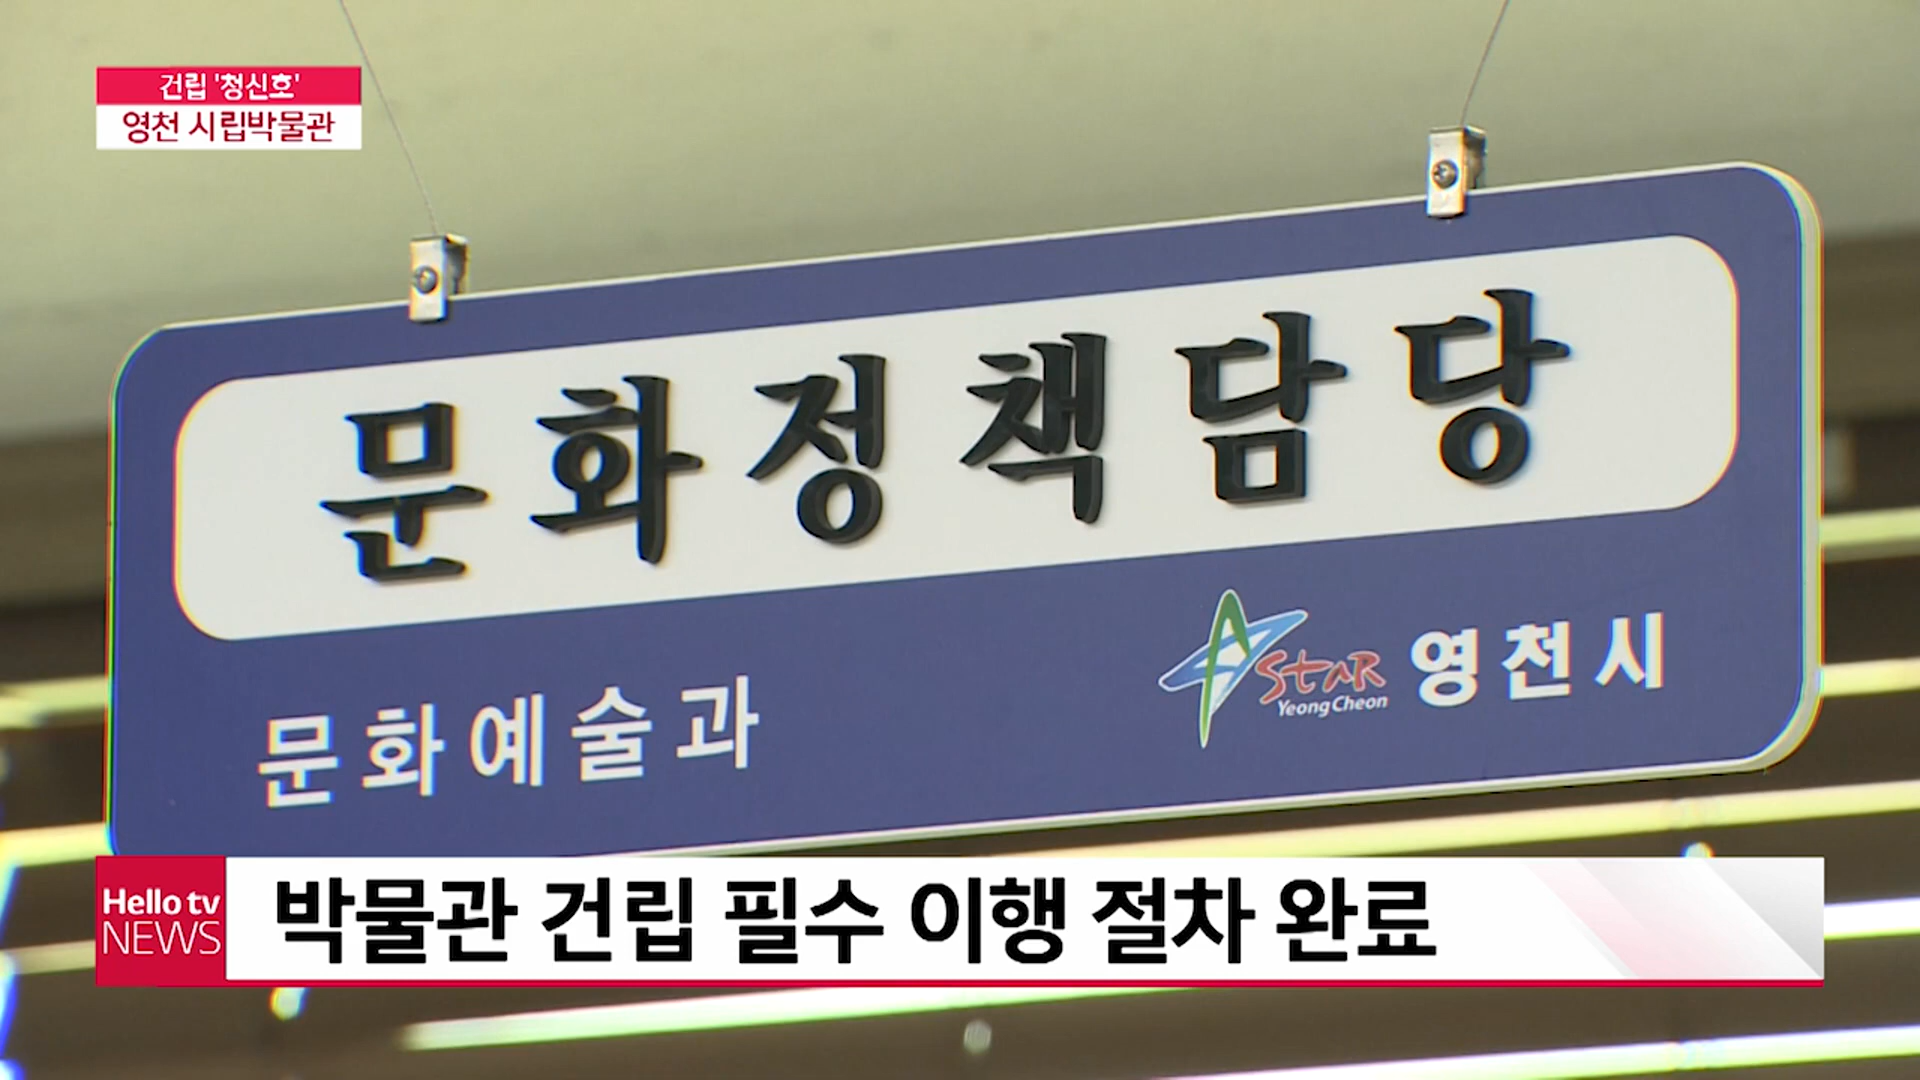 건립 '청신호'
영천 시립박물관
문화정책담당
문화예술과
STAR
YeongCheon
영천시
Hello tv
NEWS
박물관 건립 필수 이행 절차 완료